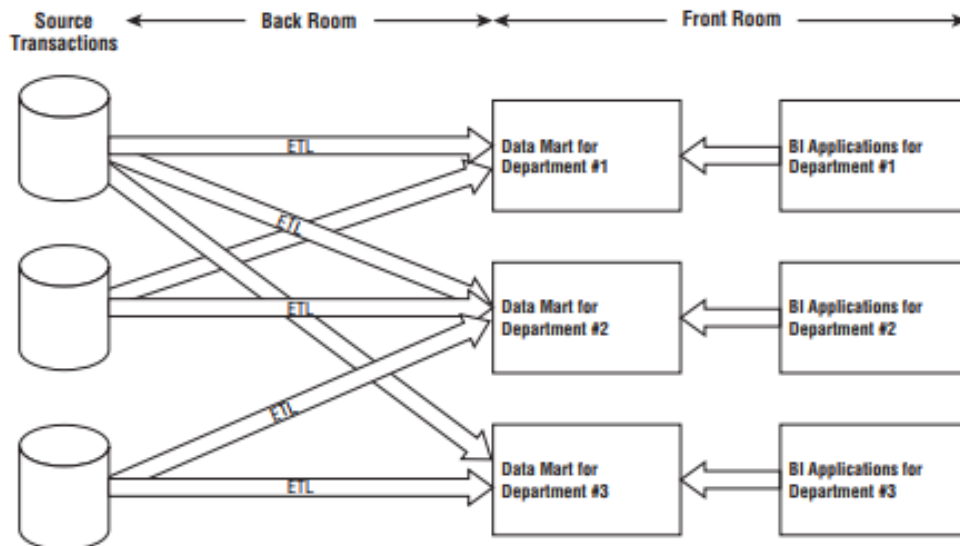 Source
Transactions
Back Room
Front Room
ETL
Data Mart for
Department #1
BI Applications for
Department #1
ETL
ETL
Data Mart for
Department #2
BI Applications for
Department #2
ETL
ETL
Data Mart for
Department #3
BI Applications for
Department #3